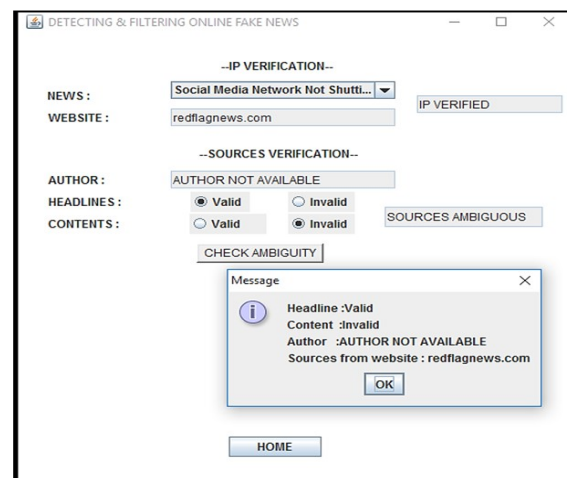 DETECTING & FILTERING ONLINE FAKE NEWS
--IP VERIFICATION--
NEWS : Social Media Network Not Shutti...
IP VERIFIED
WEBSITE : redflagnews.com
--SOURCES VERIFICATION--
AUTHOR : AUTHOR NOT AVAILABLE
HEADLINES : Valid Invalid
SOURCES AMBIGUOUS
CONTENTS : Valid Invalid
CHECK AMBIGUITY
Message
Headline :Valid
Content :Invalid
Author :AUTHOR NOT AVAILABLE
Sources from website : redflagnews.com
OK
HOME